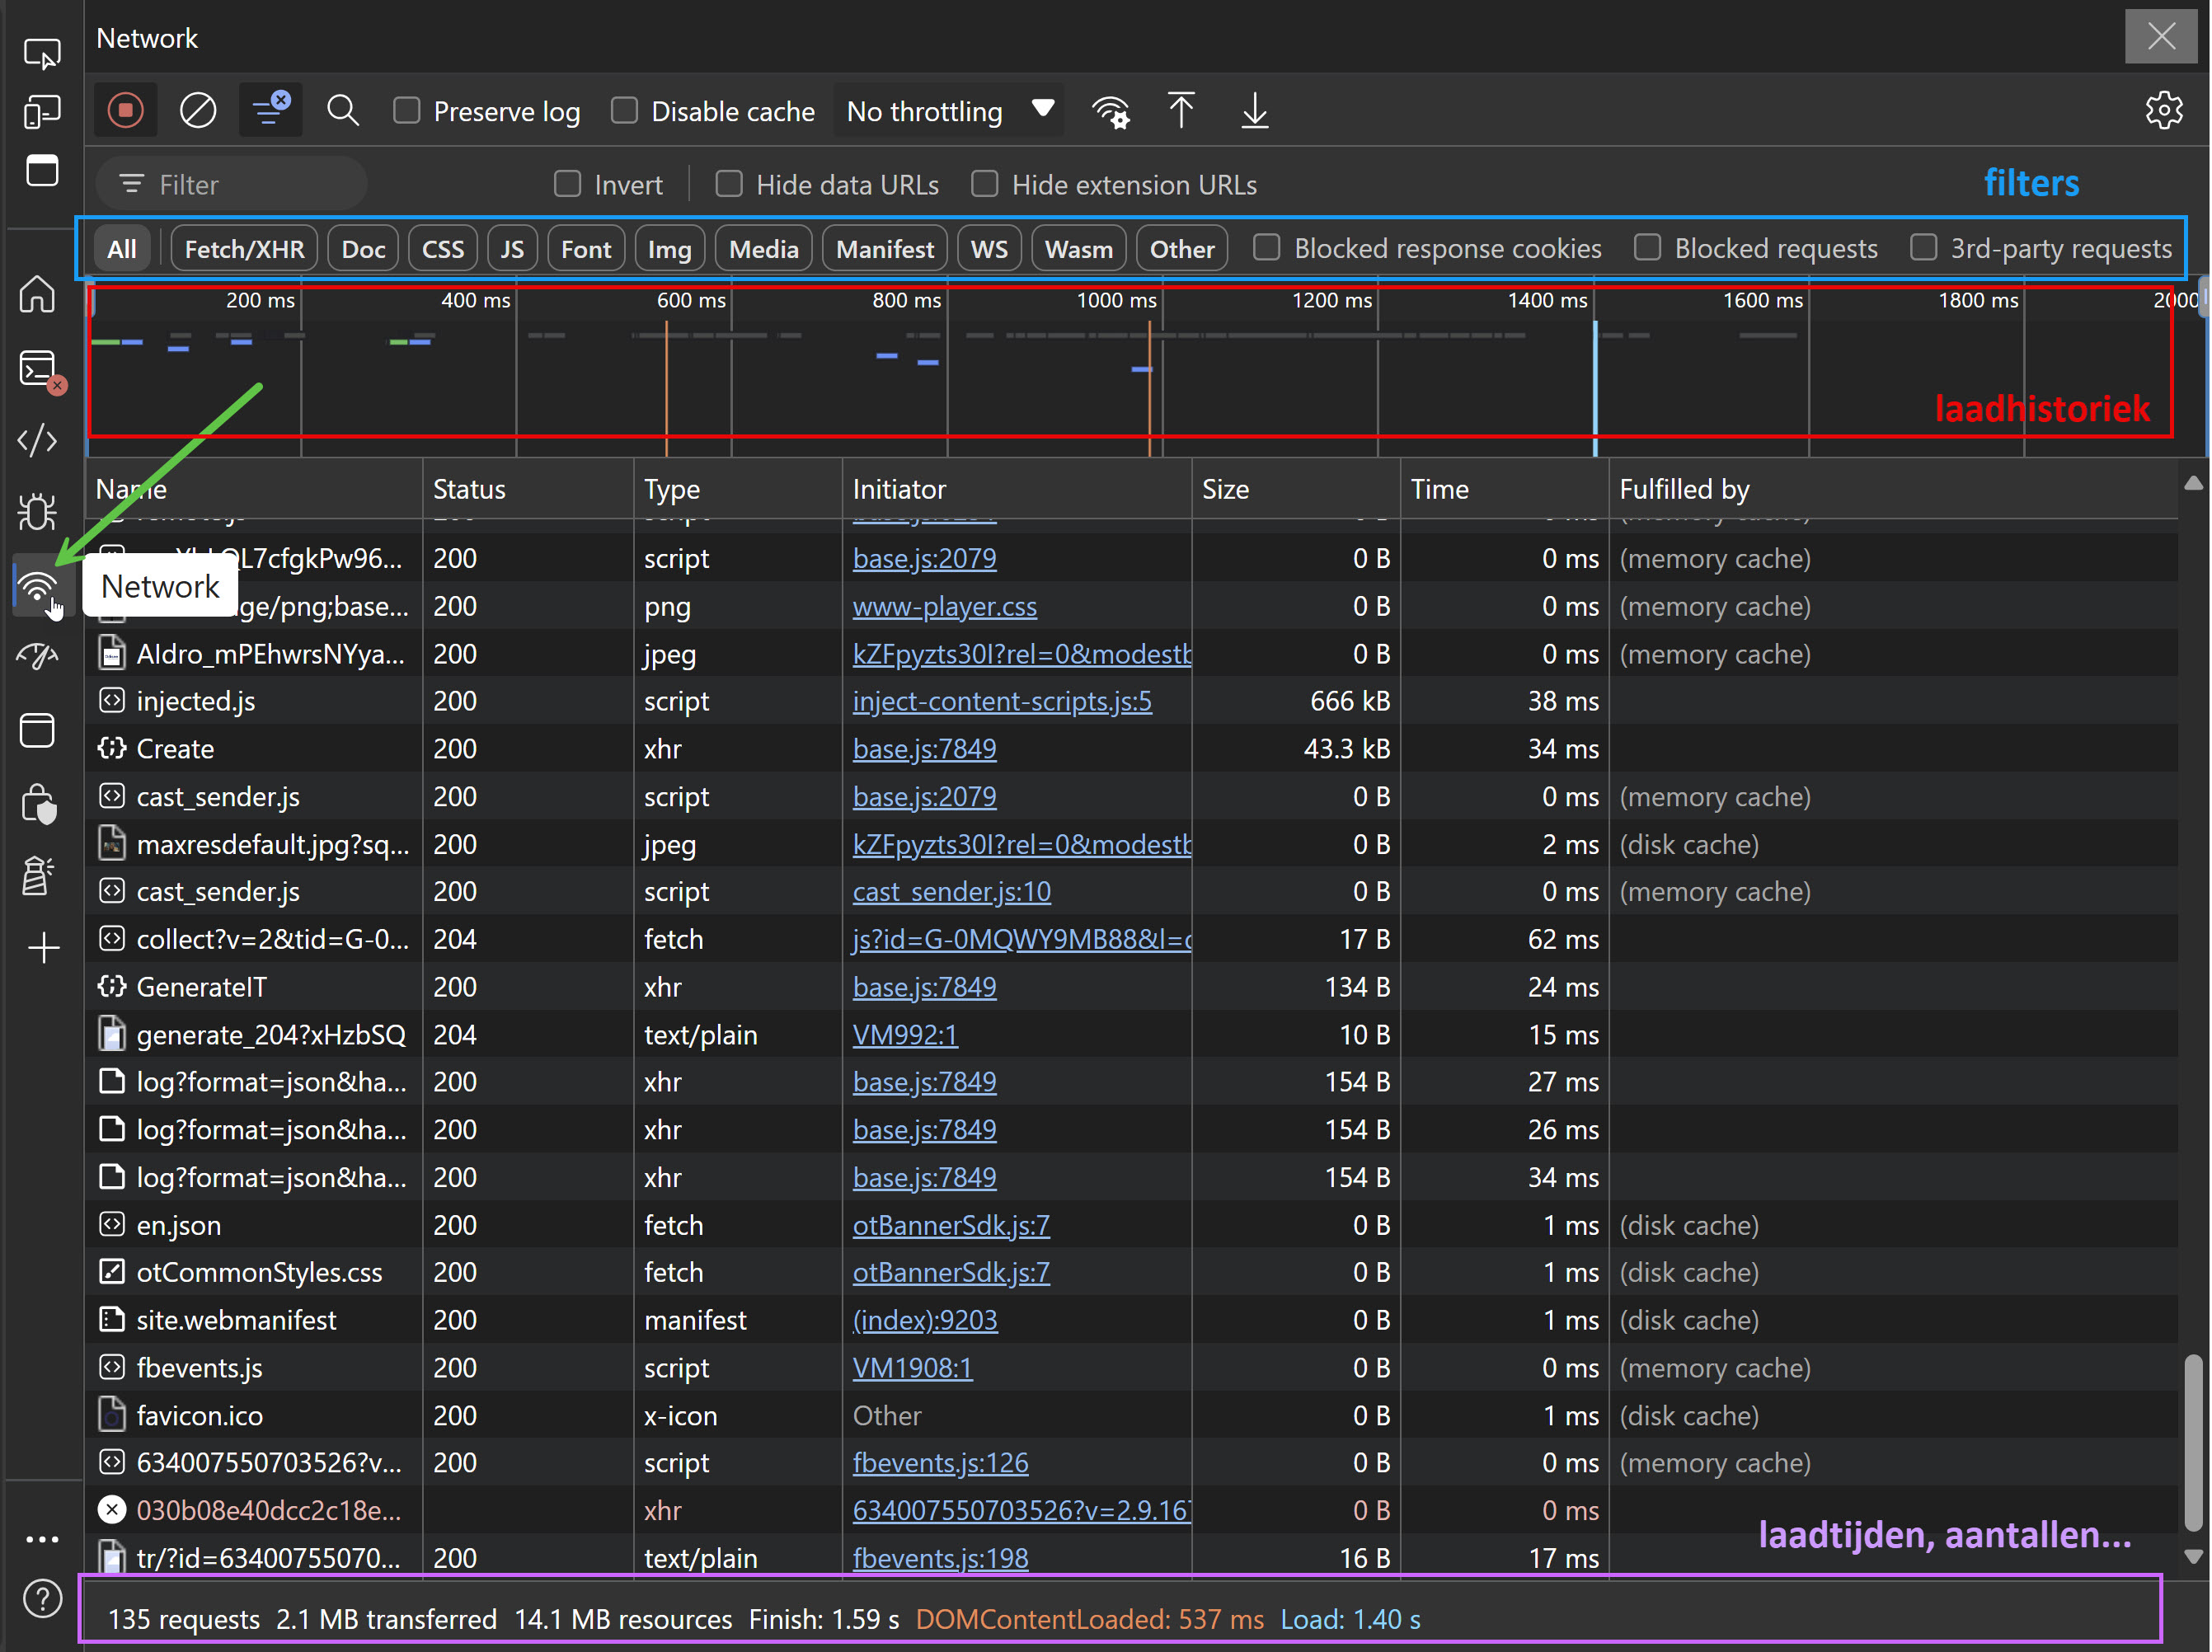 Network
Preserve log Disable cache No throttling
Filter Invert Hide data URLs Hide extension URLs filters
All Fetch/XHR Doc CSS JS Font Img Media Manifest WS Wasm Other Blocked response cookies Blocked requests 3rd-party requests
200 ms 400 ms 600 ms 800 ms 1000 ms 1200 ms 1400 ms 1600 ms 1800 ms 2000
laadhistoriek
Name Status Type Initiator Size Time Fulfilled by
L7cfgkPw96... 200 script base.js:2079 0 B 0 ms (memory cache)
Network
ge/png;base... 200 png www-player.css 0 B 0 ms (memory cache)
AIdro_mPEhwrsNYya... 200 jpeg kZFpyzts30I?rel=0&modestb 0 B 0 ms (memory cache)
injected.js 200 script inject-content-scripts.js:5 666 kB 38 ms
Create 200 xhr base.js:7849 43.3 kB 34 ms
cast_sender.js 200 script base.js:2079 0 B 0 ms (memory cache)
maxresdefault.jpg?sq... 200 jpeg kZFpyzts30I?rel=0&modestb 0 B 2 ms (disk cache)
cast_sender.js 200 script cast_sender.js:10 0 B 0 ms (memory cache)
collect?v=2&tid=G-0... 204 fetch js?id=G-0MQWY9MB88&l=c 17 B 62 ms
GenerateIT 200 xhr base.js:7849 134 B 24 ms
generate_204?xHzbSQ 204 text/plain VM992:1 10 B 15 ms
log?format=json&ha... 200 xhr base.js:7849 154 B 27 ms
log?format=json&ha... 200 xhr base.js:7849 154 B 26 ms
log?format=json&ha... 200 xhr base.js:7849 154 B 34 ms
en.json 200 fetch otBannerSdk.js:7 0 B 1 ms (disk cache)
otCommonStyles.css 200 fetch otBannerSdk.js:7 0 B 1 ms (disk cache)
site.webmanifest 200 manifest (index):9203 0 B 1 ms (disk cache)
fbevents.js 200 script VM1908:1 0 B 0 ms (memory cache)
favicon.ico 200 x-icon Other 0 B 1 ms (disk cache)
634007550703526?v... 200 script fbevents.js:126 0 B 0 ms (memory cache)
030b08e40dcc2c18e... xhr 634007550703526?v=2.9.167 0 B 0 ms
laadtijden, aantallen...
tr/?id=63400755070... 200 text/plain fbevents.js:198 16 B 17 ms
135 requests 2.1 MB transferred 14.1 MB resources Finish: 1.59 s DOMContentLoaded: 537 ms Load: 1.40 s